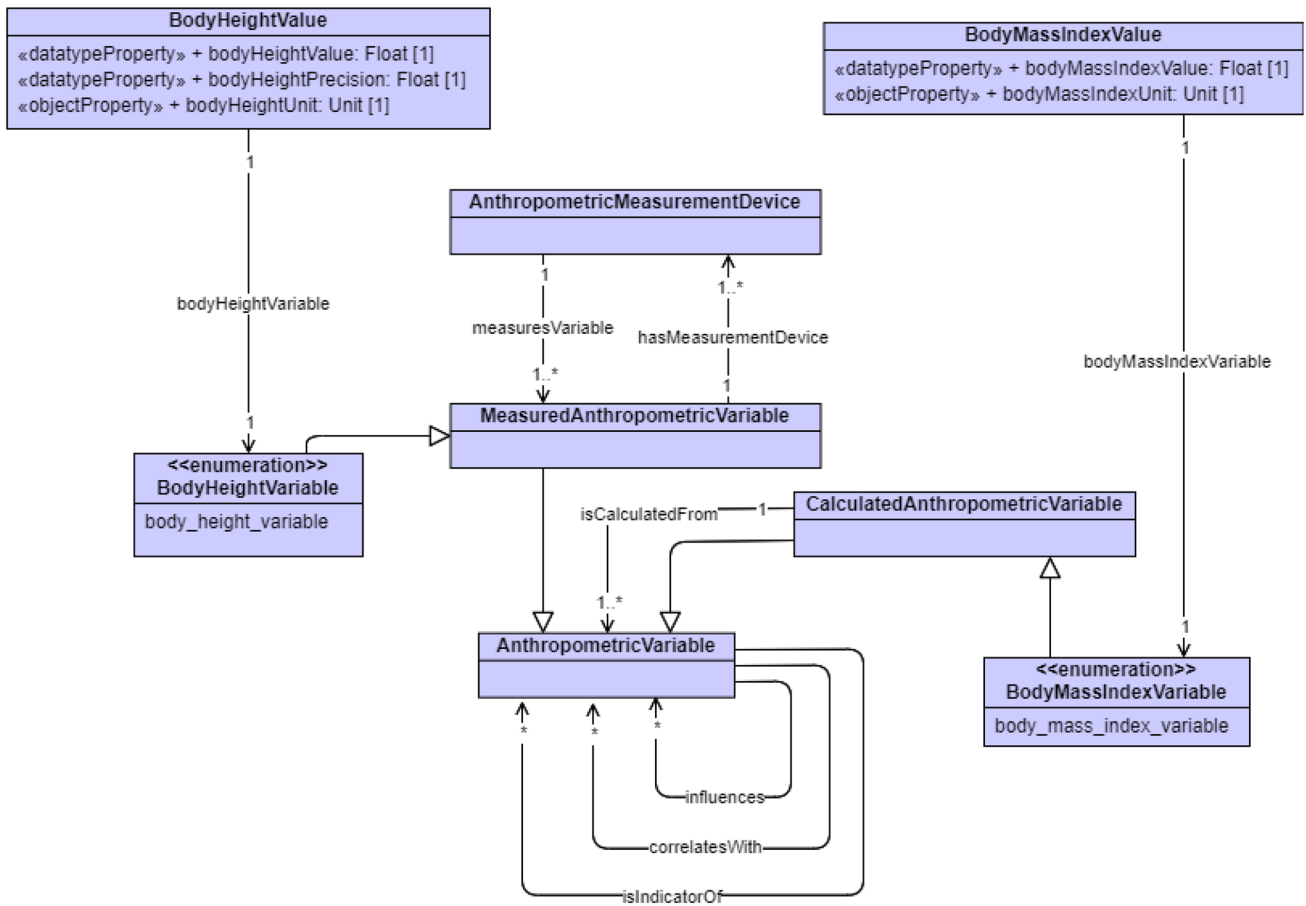 BodyHeightValue
«datatypeProperty» + bodyHeightValue: Float [1]
«datatypeProperty» + bodyHeightPrecision: Float [1]
«objectProperty» + bodyHeightUnit: Unit [1]
BodyMassIndexValue
«datatypeProperty» + bodyMassIndexValue: Float [1]
«objectProperty» + bodyMassIndexUnit: Unit [1]
1
1
AnthropometricMeasurementDevice
1
1..*
bodyHeightVariable
measuresVariable
hasMeasurementDevice
bodyMassIndexVariable
1..*
1
1
MeasuredAnthropometricVariable
<<enumeration>>
BodyHeightVariable
body_height_variable
isCalculatedFrom
1
CalculatedAnthropometricVariable
1..*
1
AnthropometricVariable
<<enumeration>>
BodyMassIndexVariable
body_mass_index_variable
*
*
*
influences
correlatesWith
isIndicatorOf